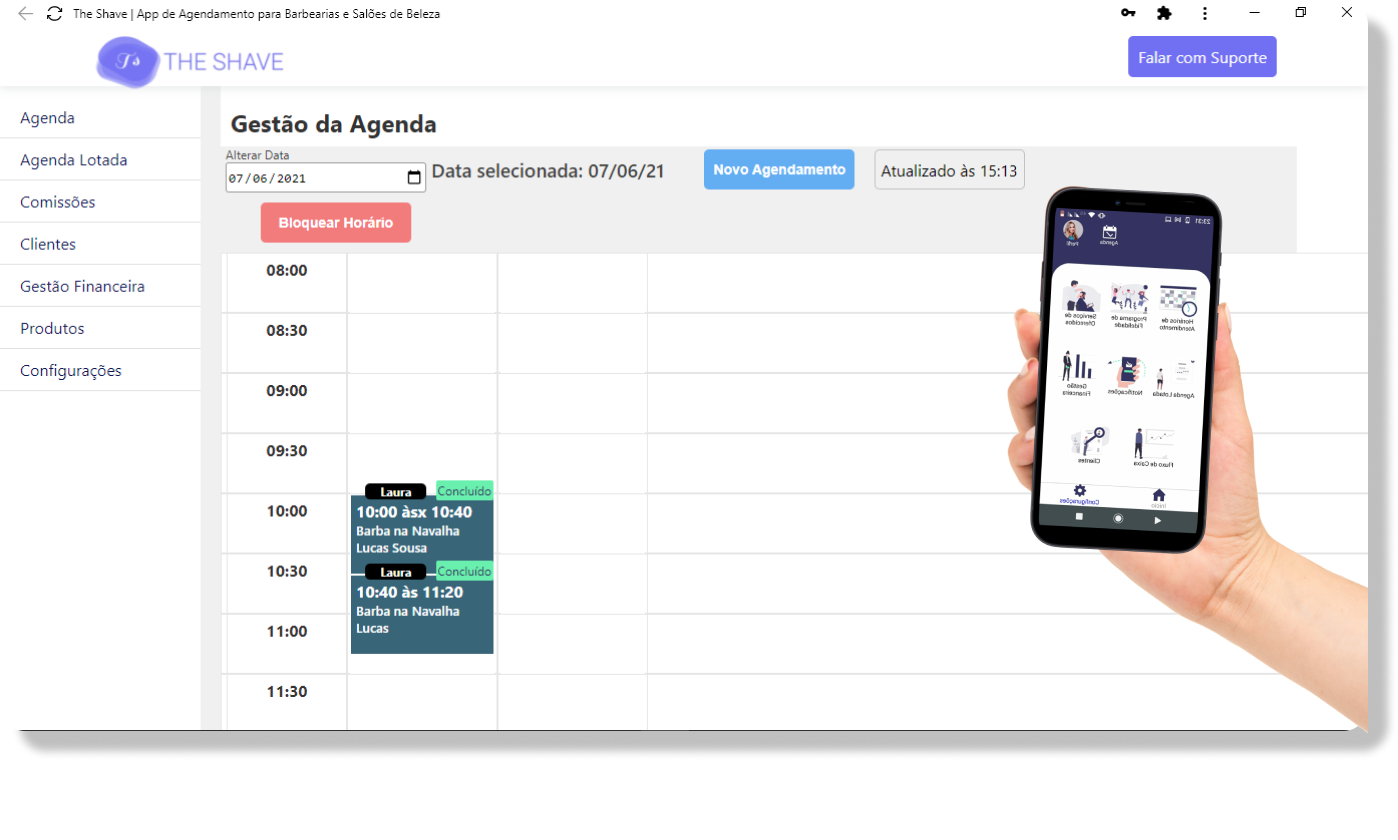 The Shave | App de Agendamento para Barbearias e Salões de Beleza
Ts THE SHAVE
Falar com Suporte
Agenda
Agenda Lotada
Comissões
Clientes
Gestão Financeira
Produtos
Configurações
Gestão da Agenda
Alterar Data
07/06/2021
Data selecionada: 07/06/21
Novo Agendamento
Atualizado às 15:13
Bloquear Horário
08:00
08:30
09:00
09:30
10:00
10:30
11:00
11:30
Laura
Concluído
10:00 àsx 10:40
Barba na Navalha
Lucas Sousa
Laura
Concluído
10:40 às 11:20
Barba na Navalha
Lucas
23:31
Perfil
Agenda
Serviços de
Oferecidos
Programa de
Fidelidade
Horários de
Atendimento
Gestão
Financeira
Notificações
Agenda Lotada
Clientes
Fluxo de Caixa
Configurações
Início